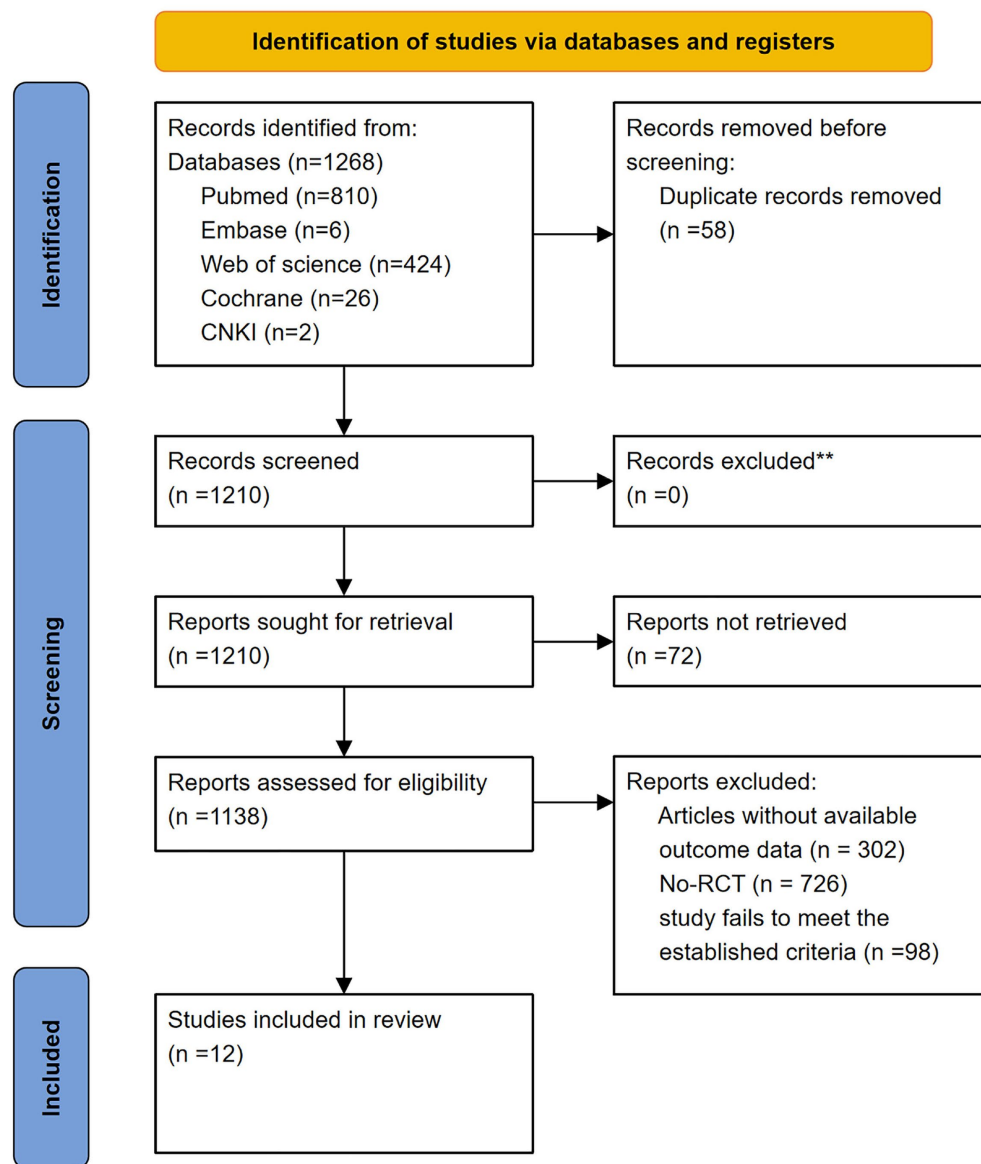 Identification of studies via databases and registers
Identification
Records identified from:
Databases (n=1268)
Pubmed (n=810)
Embase (n=6)
Web of science (n=424)
Cochrane (n=26)
CNKI (n=2)
Records removed before
screening:
Duplicate records removed
(n =58)
Screening
Records screened
(n =1210)
Records excluded**
(n =0)
Reports sought for retrieval
(n =1210)
Reports not retrieved
(n =72)
Reports assessed for eligibility
(n =1138)
Reports excluded:
Articles without available
outcome data (n = 302)
No-RCT (n = 726)
study fails to meet the
established criteria (n =98)
Included
Studies included in review
(n =12)